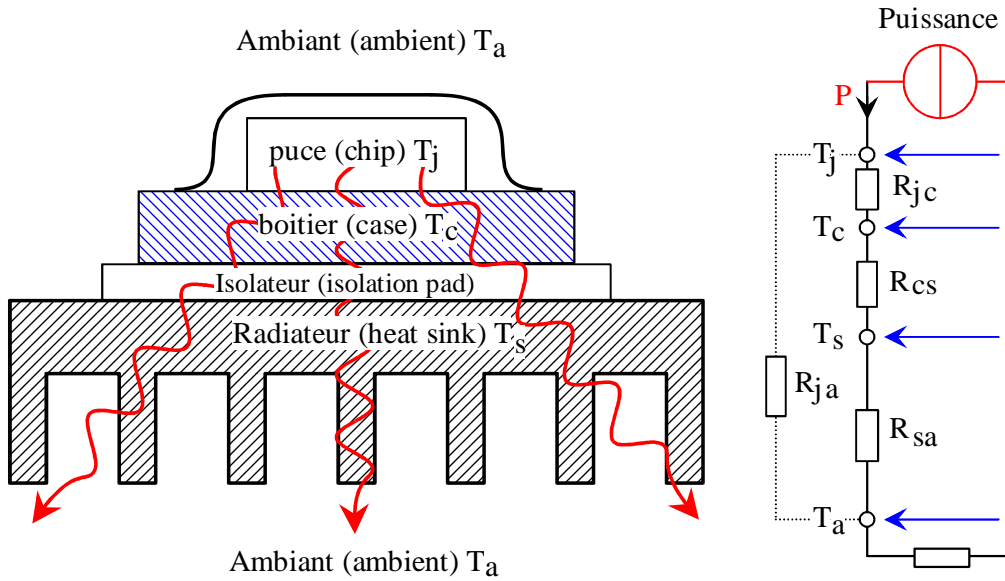 Ambiant (ambient) Ta
puce (chip) Tj
boitier (case) Tc
Isolateur (isolation pad)
Radiateur (heat sink) Ts
Ambiant (ambient) Ta
Puissance
P
Tj
Rjc
Tc
Rcs
Ts
Rja
Rsa
Ta